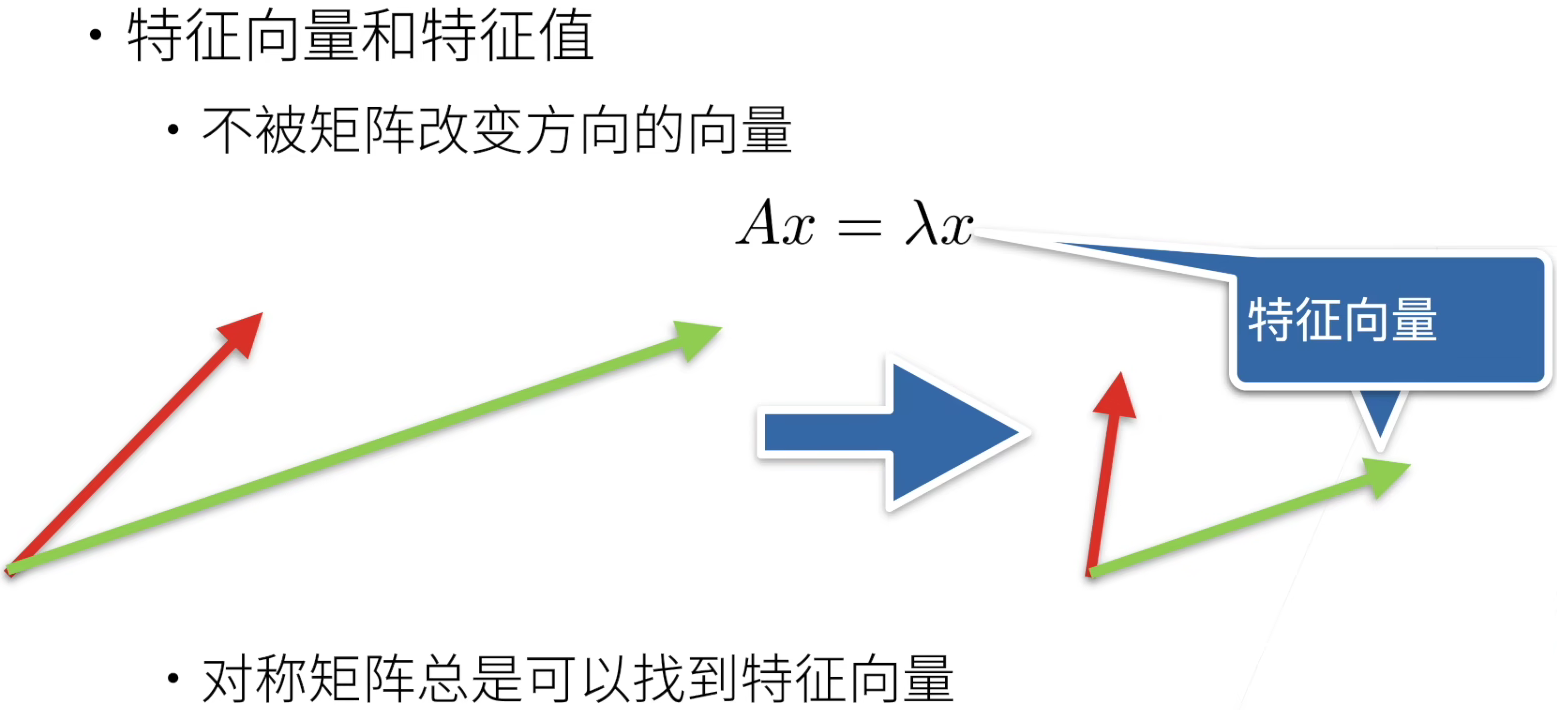 • 特征向量和特征值
• 不被矩阵改变方向的向量
Ax = λx
特征向量
• 对称矩阵总是可以找到特征向量